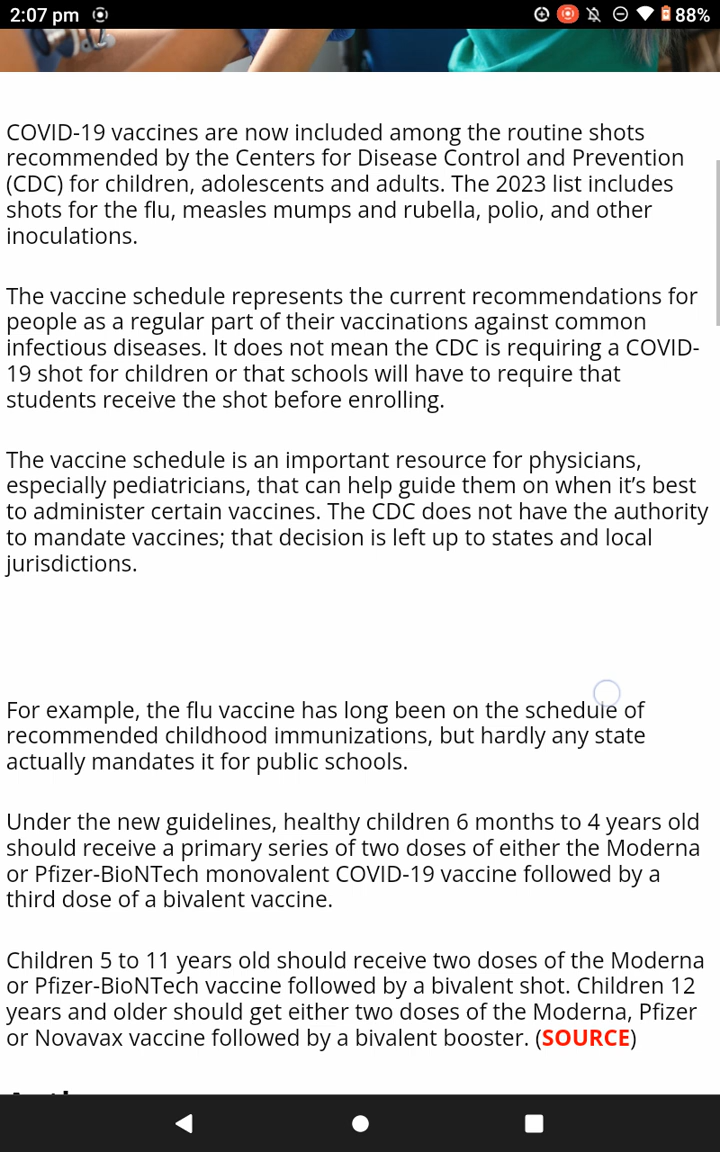 2:07 pm
88%
COVID-19 vaccines are now included among the routine shots
recommended by the Centers for Disease Control and Prevention
(CDC) for children, adolescents and adults. The 2023 list includes
shots for the flu, measles mumps and rubella, polio, and other
inoculations.
The vaccine schedule represents the current recommendations for
people as a regular part of their vaccinations against common
infectious diseases. It does not mean the CDC is requiring a COVID-
19 shot for children or that schools will have to require that
students receive the shot before enrolling.
The vaccine schedule is an important resource for physicians,
especially pediatricians, that can help guide them on when it’s best
to administer certain vaccines. The CDC does not have the authority
to mandate vaccines; that decision is left up to states and local
jurisdictions.
For example, the flu vaccine has long been on the schedule of
recommended childhood immunizations, but hardly any state
actually mandates it for public schools.
Under the new guidelines, healthy children 6 months to 4 years old
should receive a primary series of two doses of either the Moderna
or Pfizer-BioNTech monovalent COVID-19 vaccine followed by a
third dose of a bivalent vaccine.
Children 5 to 11 years old should receive two doses of the Moderna
or Pfizer-BioNTech vaccine followed by a bivalent shot. Children 12
years and older should get either two doses of the Moderna, Pfizer
or Novavax vaccine followed by a bivalent booster. (SOURCE)